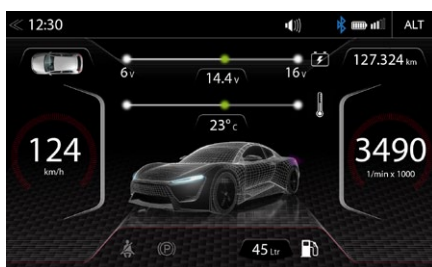 12:30
ALT
6v
14.4v
16v
127.324 km
23° c
124
km/h
3490
1/min x 1000
P
45 Ltr